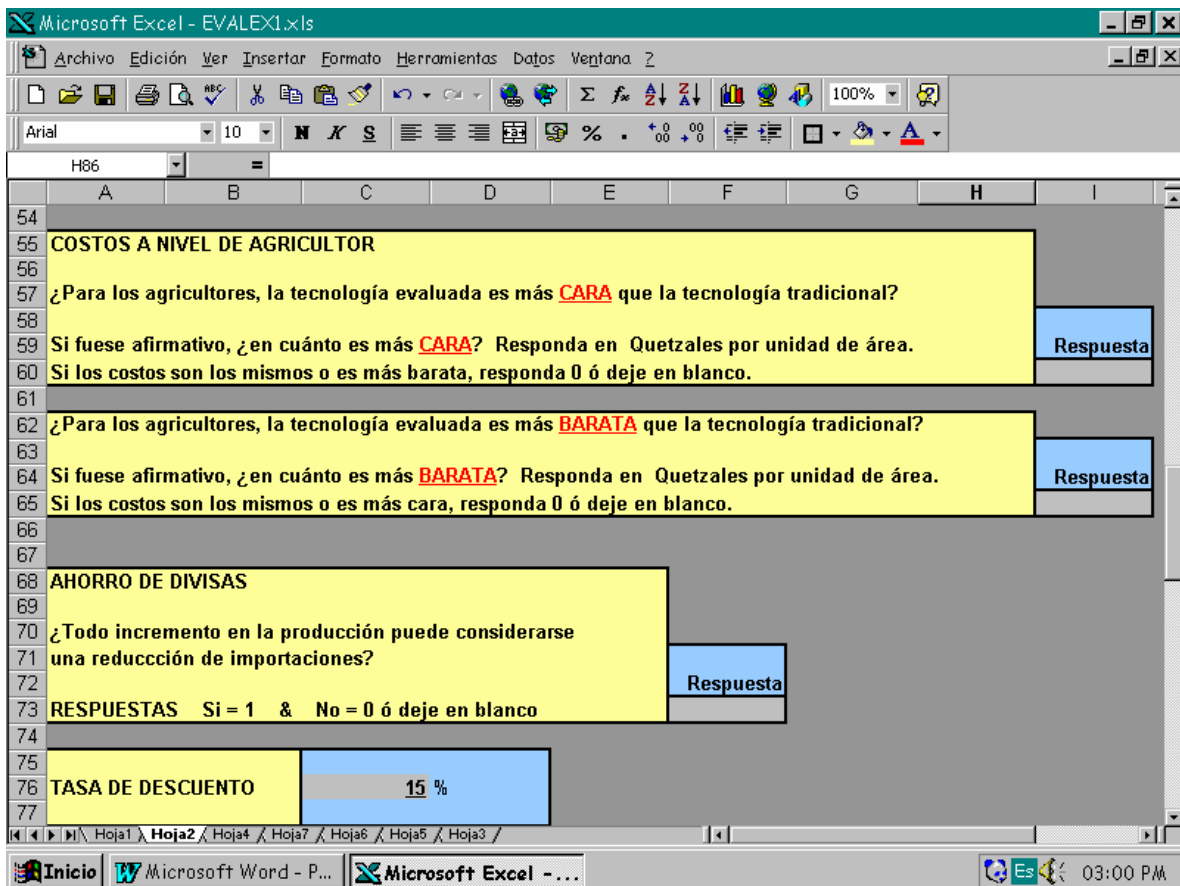 Microsoft Excel - EVALEX1.xls
Archivo Edición Ver Insertar Formato Herramientas Datos Ventana ?
ABC Σ fx A Z Z A 100%
Arial 10 N K S % .
H86 =
A B C D E F G H I
54
55 COSTOS A NIVEL DE AGRICULTOR
56
57 ¿Para los agricultores, la tecnología evaluada es más CARA que la tecnología tradicional?
58
59 Si fuese afirmativo, ¿en cuánto es más CARA? Responda en Quetzales por unidad de área. Respuesta
60 Si los costos son los mismos o es más barata, responda 0 ó deje en blanco.
61
62 ¿Para los agricultores, la tecnología evaluada es más BARATA que la tecnología tradicional?
63
64 Si fuese afirmativo, ¿en cuánto es más BARATA? Responda en Quetzales por unidad de área. Respuesta
65 Si los costos son los mismos o es más cara, responda 0 ó deje en blanco.
66
67
68 AHORRO DE DIVISAS
69
70 ¿Todo incremento en la producción puede considerarse
71 una reduccción de importaciones?
72 Respuesta
73 RESPUESTAS Si = 1 & No = 0 ó deje en blanco
74
75
76 TASA DE DESCUENTO 15 %
77
Hoja1 Hoja2 Hoja4 Hoja7 Hoja6 Hoja5 Hoja3
Inicio Microsoft Word - P... Microsoft Excel -... Es 03:00 PM